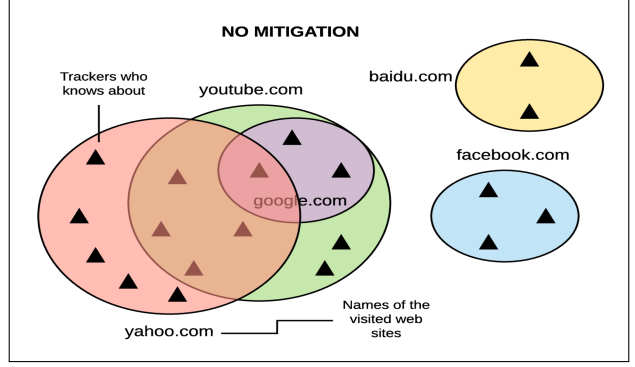 NO MITIGATION
Trackers who
knows about
youtube.com
baidu.com
facebook.com
google.com
yahoo.com
Names of the
visited web
sites